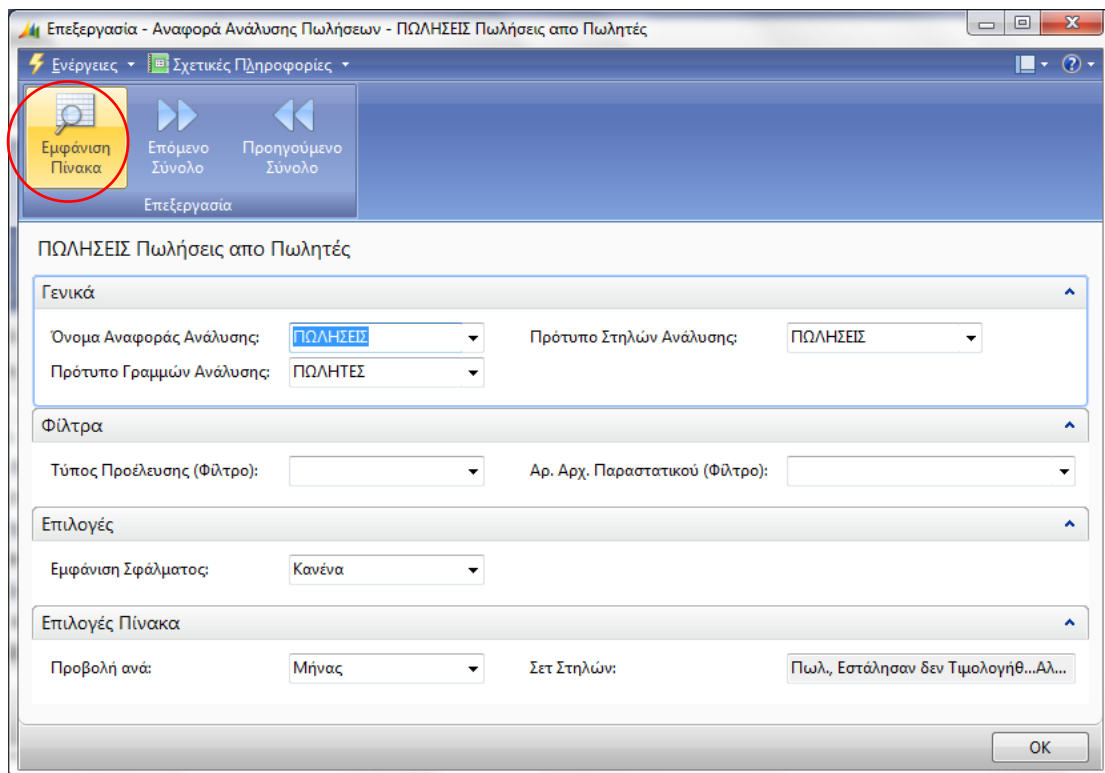 Επεξεργασία - Αναφορά Ανάλυσης Πωλήσεων - ΠΩΛΗΣΕΙΣ Πωλήσεις απο Πωλητές
Ενέργειες Σχετικές Πληροφορίες
Εμφάνιση Πίνακα
Επόμενο Σύνολο
Προηγούμενο Σύνολο
Επεξεργασία
ΠΩΛΗΣΕΙΣ Πωλήσεις απο Πωλητές
Γενικά
Όνομα Αναφοράς Ανάλυσης: ΠΩΛΗΣΕΙΣ Πρότυπο Στηλών Ανάλυσης: ΠΩΛΗΣΕΙΣ
Πρότυπο Γραμμών Ανάλυσης: ΠΩΛΗΤΕΣ
Φίλτρα
Τύπος Προέλευσης (Φίλτρο): Αρ. Αρχ. Παραστατικού (Φίλτρο):
Επιλογές
Εμφάνιση Σφάλματος: Κανένα
Επιλογές Πίνακα
Προβολή ανά: Μήνας Σετ Στηλών: Πωλ., Εστάλησαν δεν Τιμολογήθ...Αλ...
OK